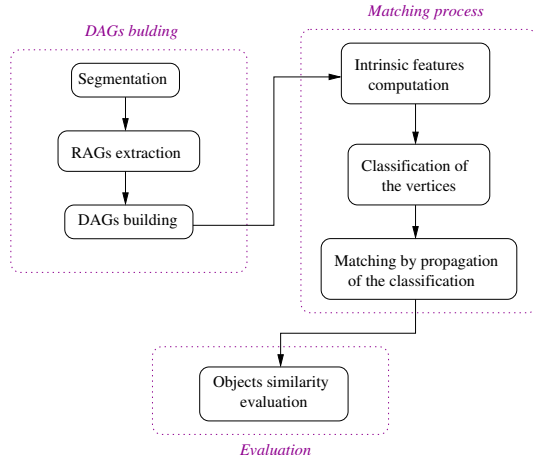 DAGs bulding
Segmentation
RAGs extraction
DAGs building
Matching process
Intrinsic features
computation
Classification of
the vertices
Matching by propagation
of the classification
Objects similarity
evaluation
Evaluation